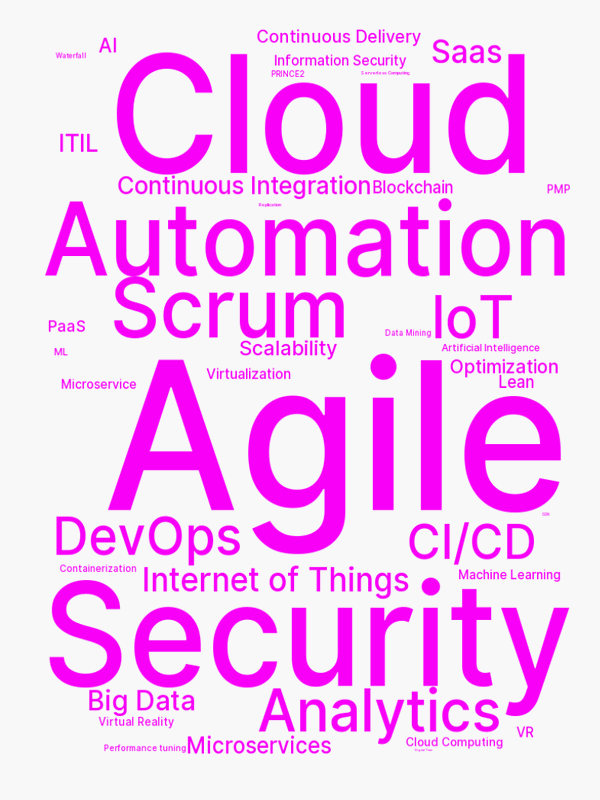 Continuous Delivery
AI
Saas
Waterfall
Information Security
PRINCE2
Serverless Computing
Cloud
ITIL
Continuous Integration
Blockchain
PMP
Replication
Automation
Scrum
IoT
PaaS
Data Mining
Scalability
Artificial Intelligence
ML
Optimization
Virtualization
Lean
Microservice
Agile
DevOps
CI/CD
Containerization
Internet of Things
Machine Learning
Security
Big Data
Analytics
Virtual Reality
VR
Cloud Computing
Performance tuning
Microservices